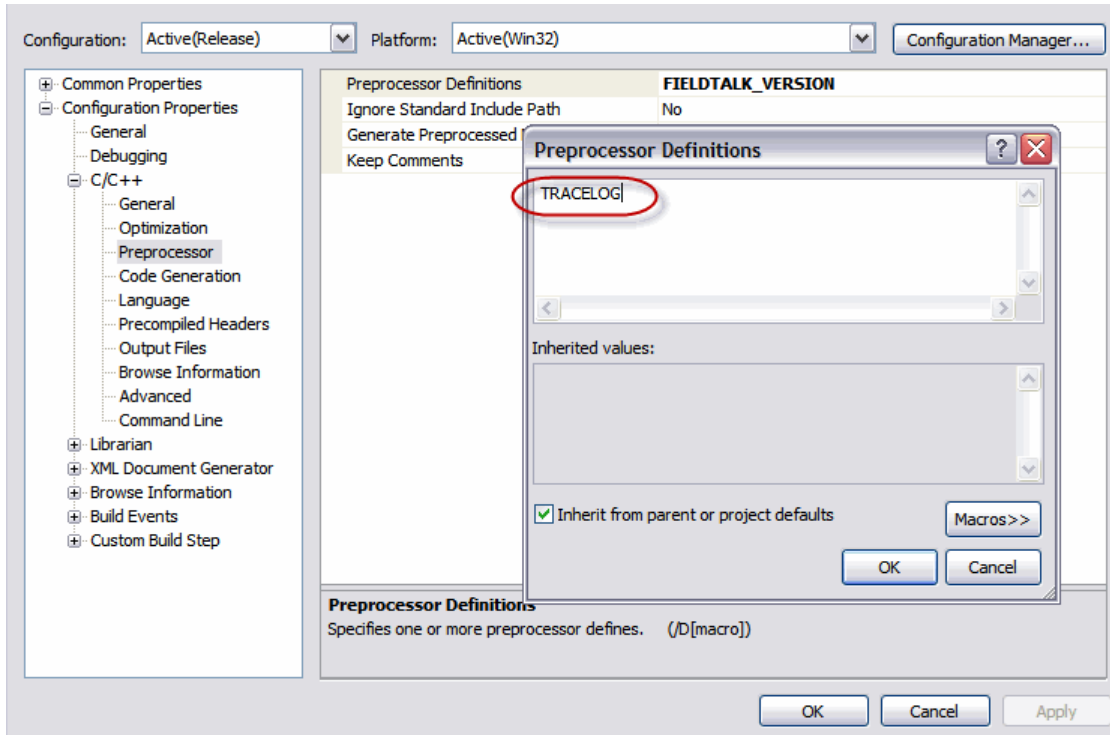 Configuration: Active(Release) Platform: Active(Win32) Configuration Manager...
Common Properties
Configuration Properties
General
Debugging
C/C++
General
Optimization
Preprocessor
Code Generation
Language
Precompiled Headers
Output Files
Browse Information
Advanced
Command Line
Librarian
XML Document Generator
Browse Information
Build Events
Custom Build Step
Preprocessor Definitions FIELDTALK_VERSION
Ignore Standard Include Path No
Generate Preprocessed
Keep Comments
Preprocessor Definitions
TRACELOG
Inherited values:
Inherit from parent or project defaults
Macros>>
OK Cancel
Preprocessor Definitions
Specifies one or more preprocessor defines. (/D[macro])
OK Cancel Apply